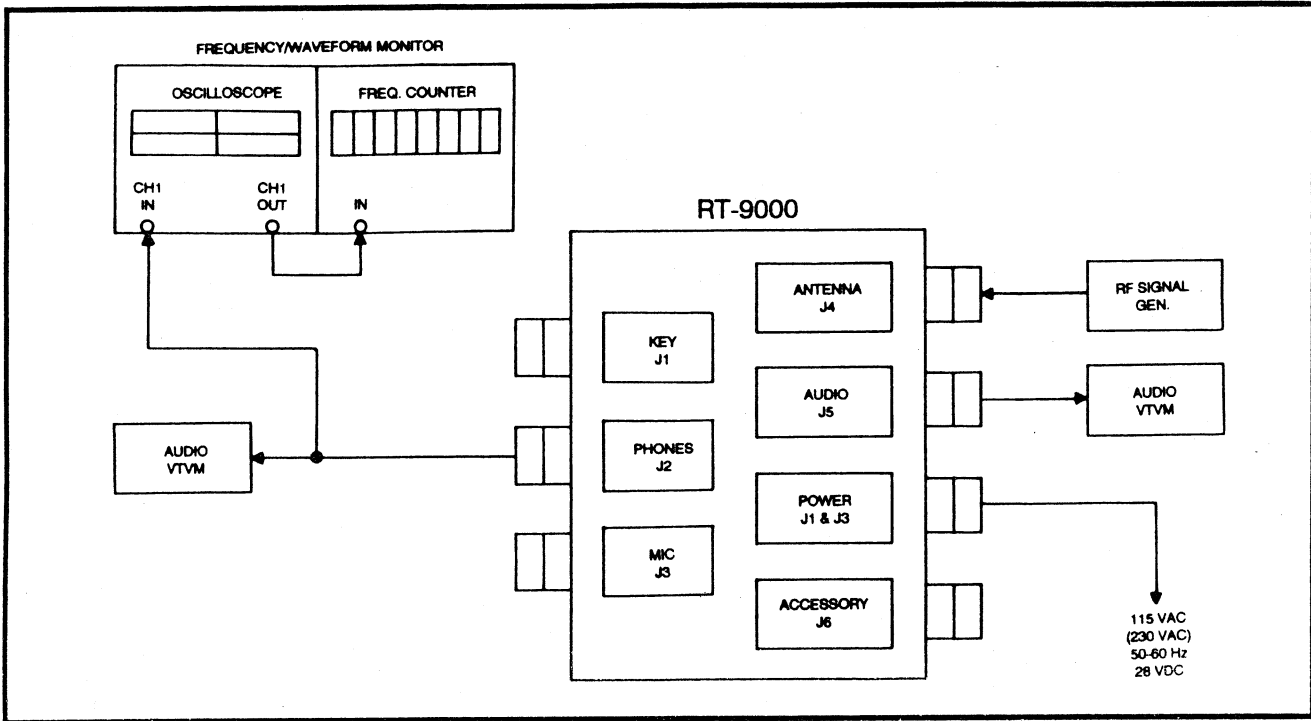 FREQUENCY/WAVEFORM MONITOR
OSCILLOSCOPE
FREQ. COUNTER
CH1
IN
CH1
OUT
IN
RT-9000
ANTENNA
J4
RF SIGNAL
GEN.
KEY
J1
AUDIO
J5
AUDIO
VTVM
AUDIO
VTVM
PHONES
J2
POWER
J1 & J3
MIC
J3
ACCESSORY
J6
115 VAC
(230 VAC)
50-60 Hz
28 VDC